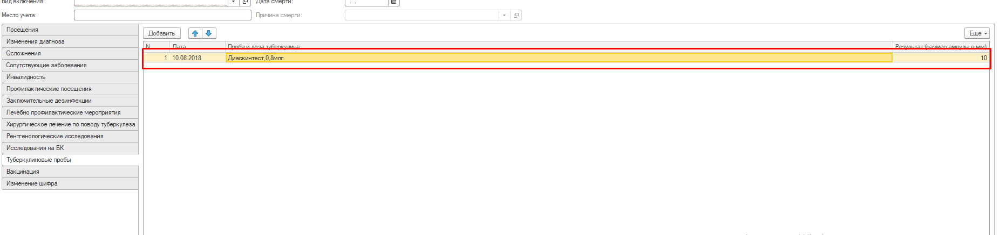 Вид включения:
Дата смерти:
. .
Место учета:
Причина смерти:
Посещения
Изменения диагноза
Осложнения
Сопутствующие заболевания
Инвалидность
Профилактические посещения
Заключительные дезинфекции
Лечебно профилактические мероприятия
Хирургическое лечение по поводу туберкулеза
Рентгенологические исследования
Исследования на БК
Туберкулиновые пробы
Вакцинация
Изменение шифра
Добавить
Еще
N
Дата
Проба и доза туберкулина
Результат (размер ампулы в мм)
1
10.08.2018
Диаскинтест,0,8млг
10